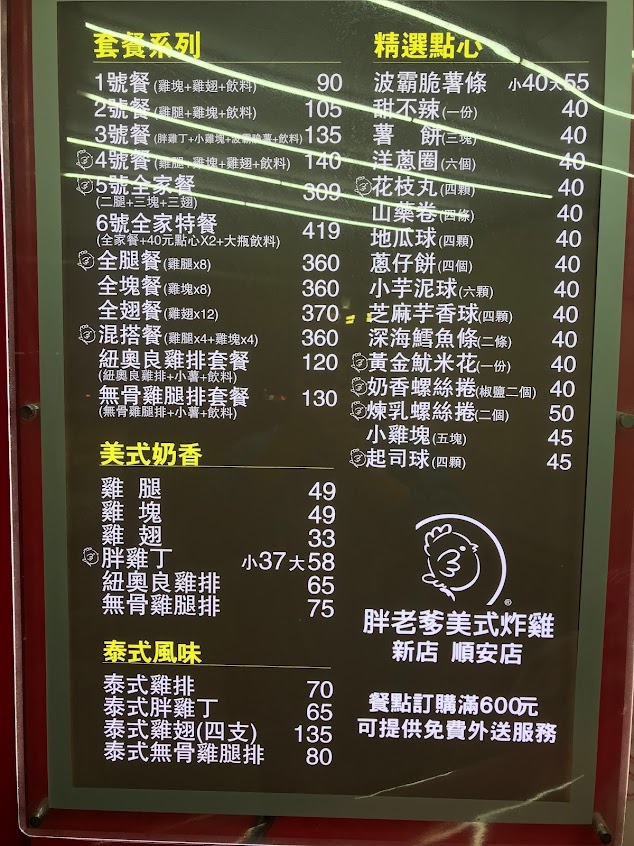 套餐系列
1號餐(雞塊+雞翅+飲料) 90
2號餐(雞腿+雞塊+飲料) 105
3號餐(胖雞丁+小雞塊+波霸脆薯+飲料) 135
4號餐(雞腿+雞塊+雞翅+飲料) 140
5號全家餐 309
(二腿+三塊+三翅)
6號全家特餐 419
(全家餐+40元點心X2+大瓶飲料)
全腿餐(雞腿x8) 360
全塊餐(雞塊x8) 360
全翅餐(雞翅x12) 370
混搭餐(雞腿x4+雞塊x4) 360
紐奧良雞排套餐 120
(紐奧良雞排+小薯+飲料)
無骨雞腿排套餐 130
(無骨雞腿排+小薯+飲料)
美式奶香
雞 腿 49
雞 塊 49
雞 翅 33
胖雞丁 小37大58
紐奧良雞排 65
無骨雞腿排 75
泰式風味
泰式雞排 70
泰式胖雞丁 65
泰式雞翅(四支) 135
泰式無骨雞腿排 80
精選點心
波霸脆薯條 小40大55
甜不辣(一份) 40
薯 餅(三塊) 40
洋蔥圈(六個) 40
花枝丸(四顆) 40
山藥卷(四條) 40
地瓜球(四顆) 40
蔥仔餅(四個) 40
小芋泥球(六顆) 40
芝麻芋香球(四顆) 40
深海鱈魚條(二條) 40
黃金魷米花(一份) 40
奶香螺絲捲(椒鹽二個) 40
煉乳螺絲捲(二個) 50
小雞塊(五塊) 45
起司球(四顆) 45
®
胖老爹美式炸雞
新店 順安店
餐點訂購滿600元
可提供免費外送服務